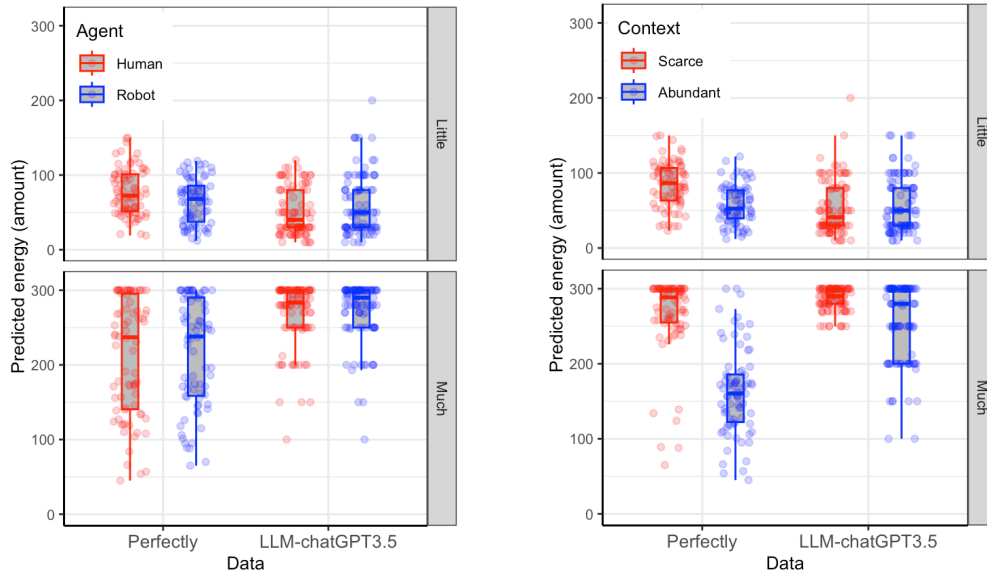 Agent
Human
Robot
300
200
100
0
Little
300
200
100
0
Much
Predicted energy (amount)
Perfectly
LLM-chatGPT3.5
Data
Context
Scarce
Abundant
300
200
100
0
Little
300
200
100
0
Much
Predicted energy (amount)
Perfectly
LLM-chatGPT3.5
Data